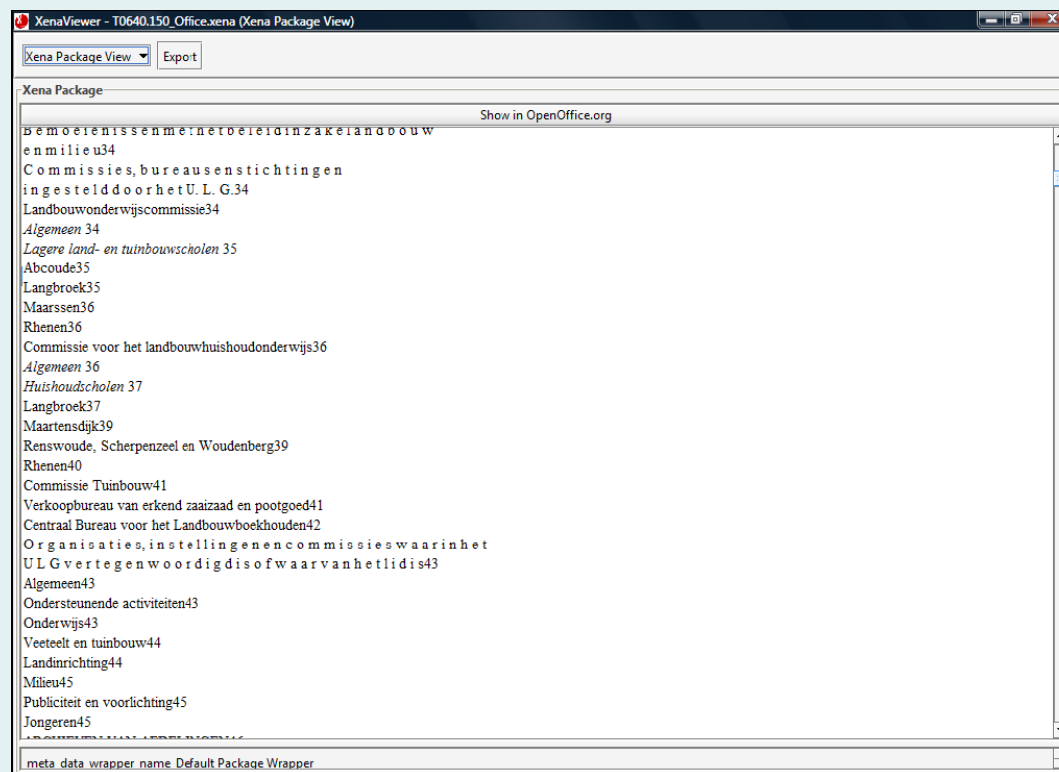 XenaViewer - T0640.150_Office.xena (Xena Package View)
Xena Package View Export
Xena Package
Show in OpenOffice.org
B e m o e i e n i s s e n m e t h e t b e l e i d i n z a k e l a n d b o u w
e n m i l i e u34
C o m m i s s i e s, b u r e a u s e n s t i c h t i n g e n
i n g e s t e l d d o o r h e t U. L. G.34
Landbouwonderwijscommissie34
Algemeen 34
Lagere land- en tuinbouwscholen 35
Abcoude35
Langbroek35
Maarssen36
Rhenen36
Commissie voor het landbouwhuishoudonderwijs36
Algemeen 36
Huishoudscholen 37
Langbroek37
Maartensdijk39
Renswoude, Scherpenzeel en Woudenberg39
Rhenen40
Commissie Tuinbouw41
Verkoopbureau van erkend zaaizaad en pootgoed41
Centraal Bureau voor het Landbouwboekhouden42
O r g a n i s a t i e s, i n s t e l l i n g e n e n c o m m i s s i e s w a a r i n h e t
U L G v e r t e g e n w o o r d i g d i s o f w a a r v a n h e t l i d i s43
Algemeen43
Ondersteunende activiteiten43
Onderwijs43
Veeteelt en tuinbouw44
Landinrichting44
Milieu45
Publiciteit en voorlichting45
Jongeren45
ARCHIEVEN VAN AFDELINGEN46
meta_data_wrapper_name Default Package Wrapper